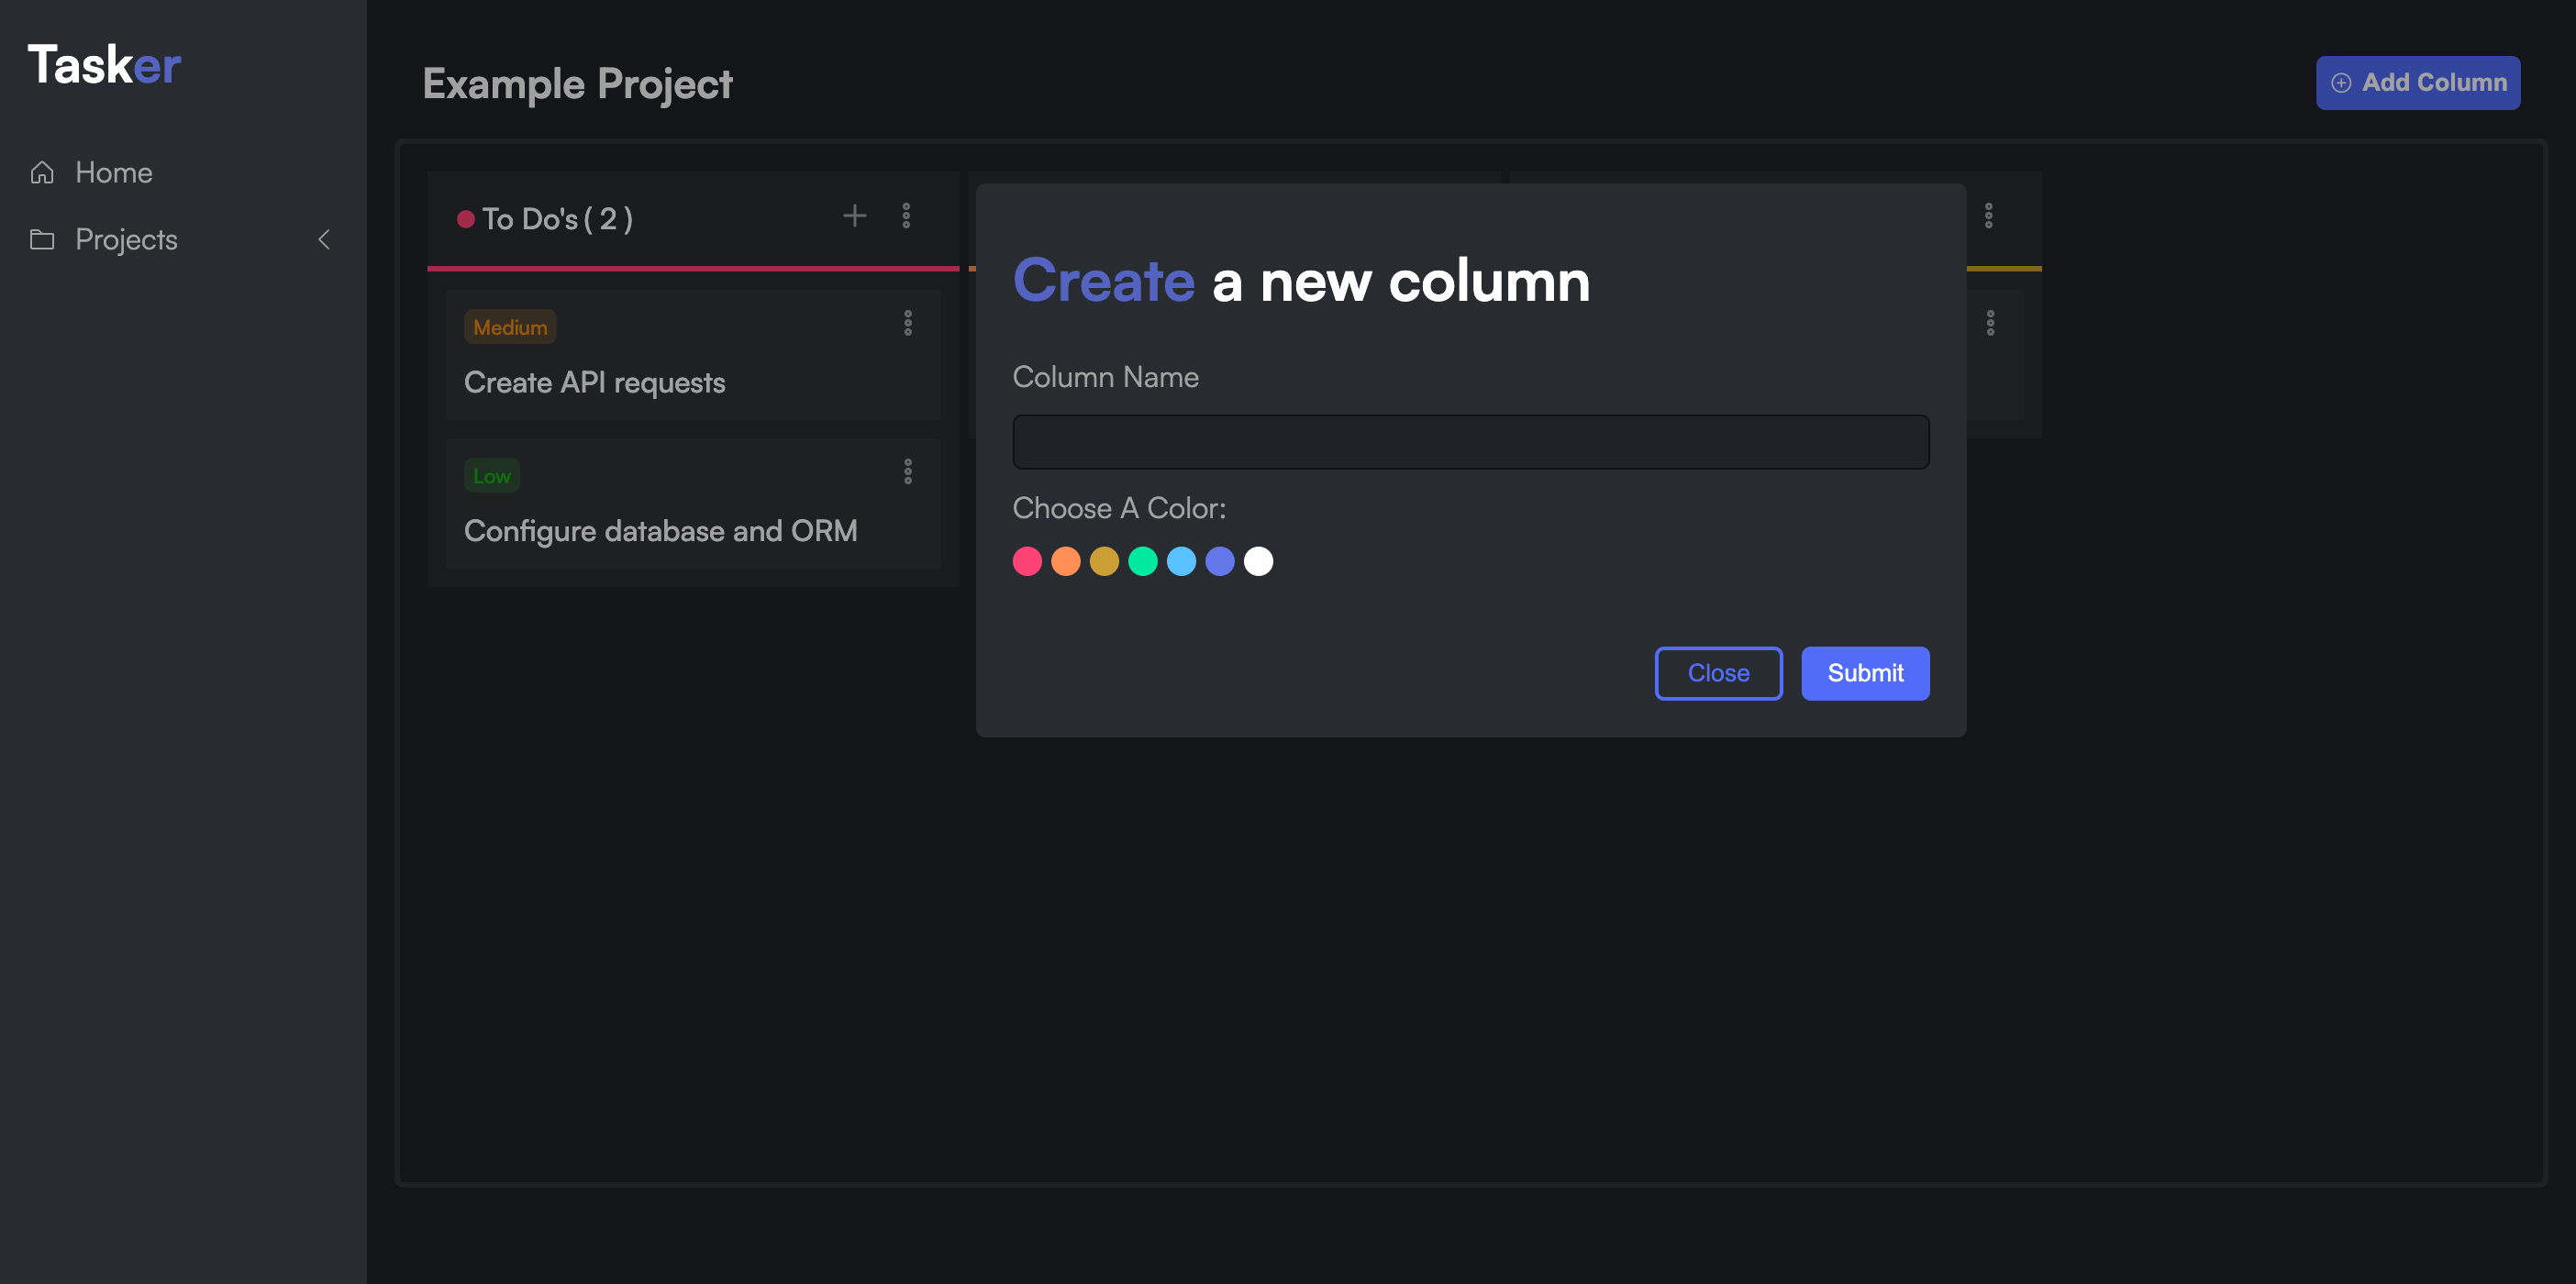 Tasker
Home
Projects
Example Project
Add Column
To Do's ( 2 )
Medium
Create API requests
Low
Configure database and ORM
Create a new column
Column Name
Choose A Color:
Close
Submit